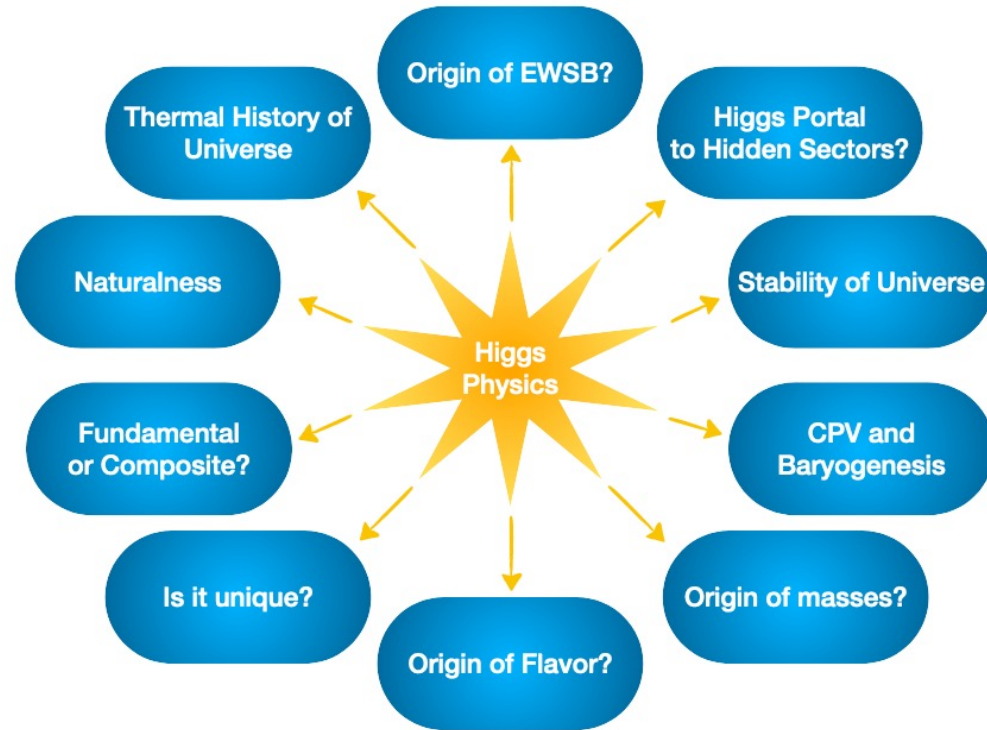 Origin of EWSB?
Thermal History of
Universe
Higgs Portal
to Hidden Sectors?
Naturalness
Stability of Universe
Higgs
Physics
Fundamental
or Composite?
CPV and
Baryogenesis
Is it unique?
Origin of masses?
Origin of Flavor?